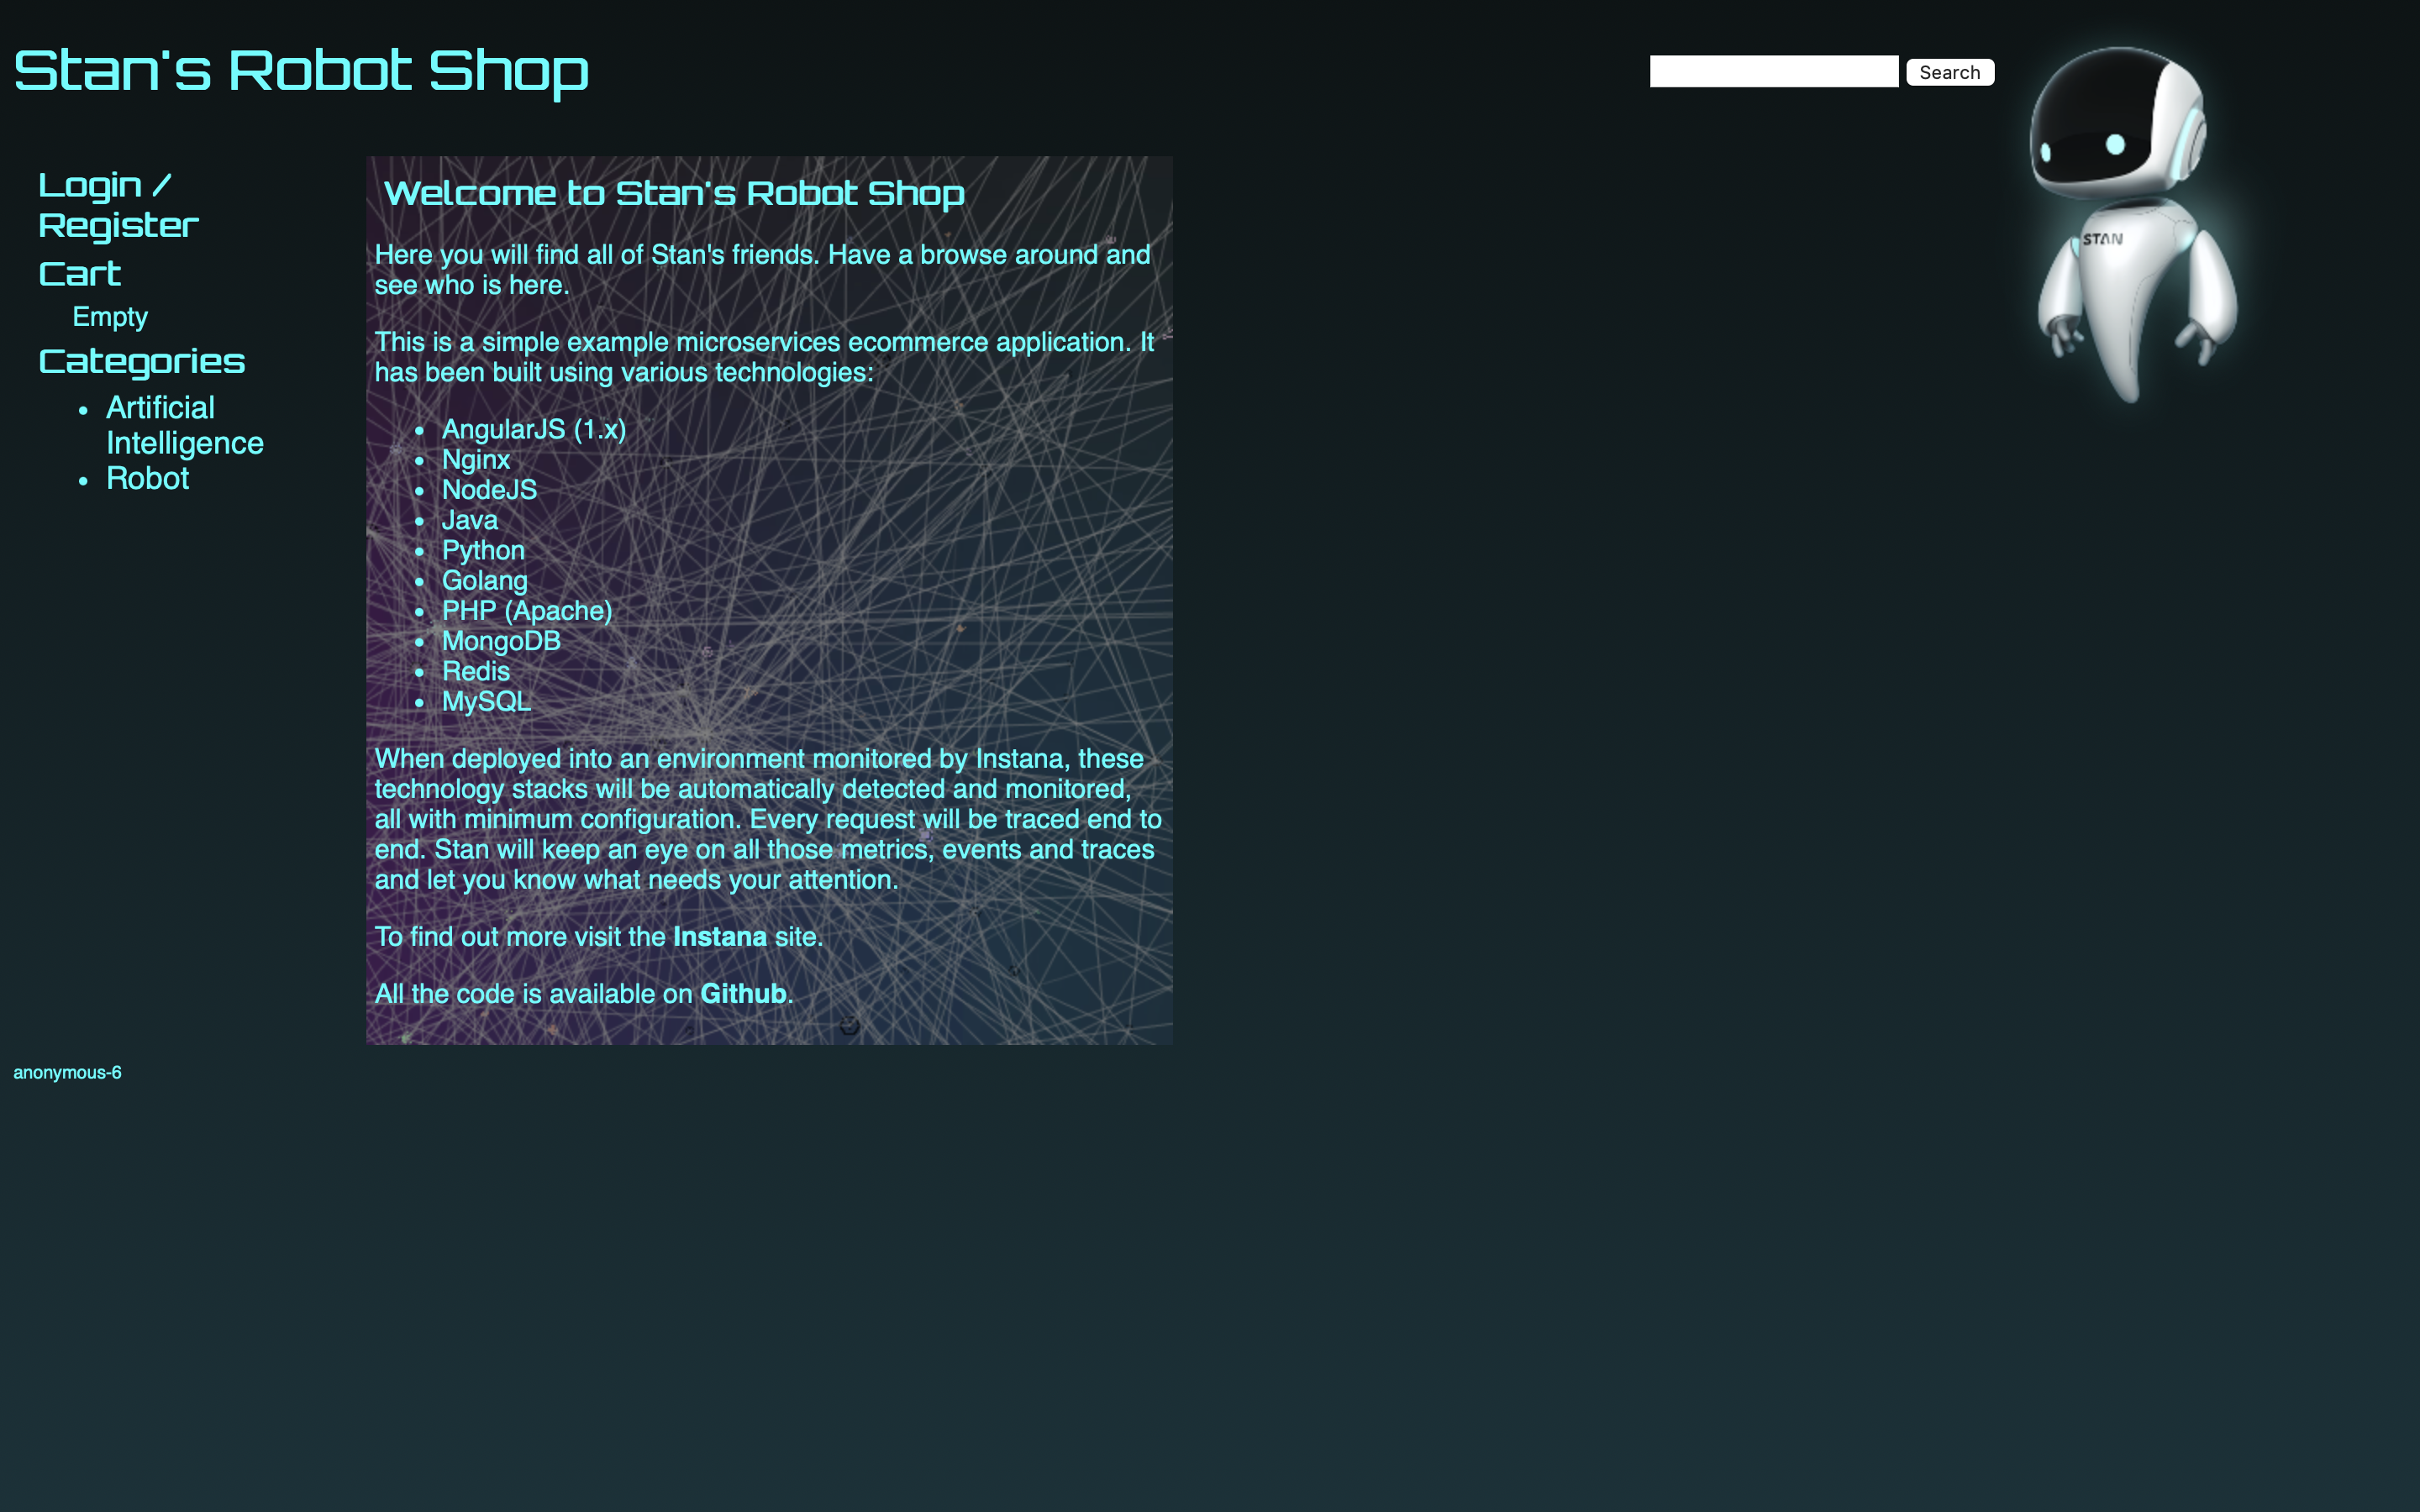 Stan's Robot Shop
Search
STAN
Login /
Register
Cart
Empty
Categories
• Artificial
Intelligence
• Robot
Welcome to Stan's Robot Shop
Here you will find all of Stan's friends. Have a browse around and
see who is here.
This is a simple example microservices ecommerce application. It
has been built using various technologies:
• AngularJS (1.x)
• Nginx
• NodeJS
• Java
• Python
• Golang
• PHP (Apache)
• MongoDB
• Redis
• MySQL
When deployed into an environment monitored by Instana, these
technology stacks will be automatically detected and monitored,
all with minimum configuration. Every request will be traced end to
end. Stan will keep an eye on all those metrics, events and traces
and let you know what needs your attention.
To find out more visit the Instana site.
All the code is available on Github.
anonymous-6